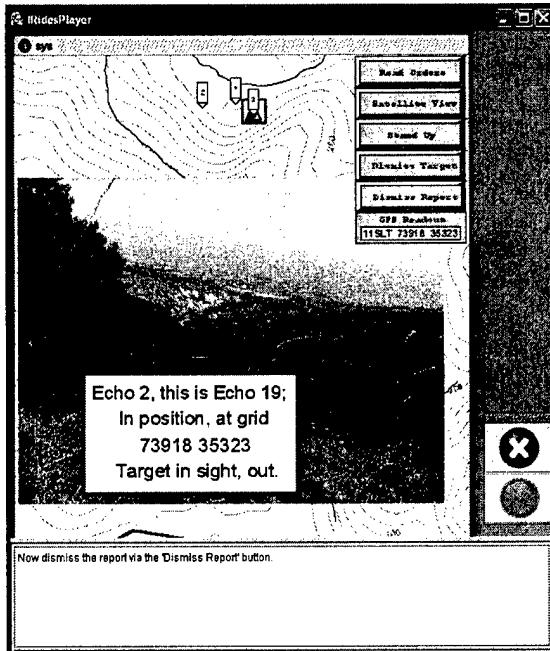 iRidesPlayer
sys
Read Orders
Satellite View
Stand Up
Dismiss Target
Dismiss Report
GPS Readout
11SLT 73918 35323
Echo 2, this is Echo 19;
In position, at grid
73918 35323
Target in sight, out.
Now dismiss the report via the 'Dismiss Report' button.